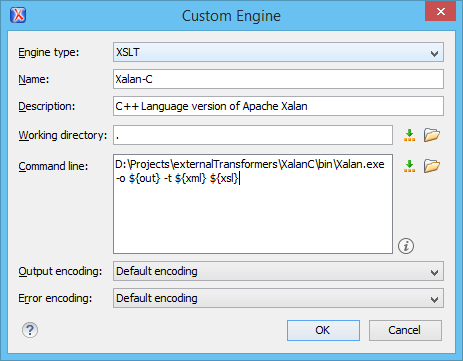 Custom Engine
Engine type: XSLT
Name: Xalan-C
Description: C++ Language version of Apache Xalan
Working directory: .
Command line: D:\Projects\externalTransformers\XalanC\bin\Xalan.exe
-o ${out} -t ${xml} ${xsl}
Output encoding: Default encoding
Error encoding: Default encoding
OK Cancel